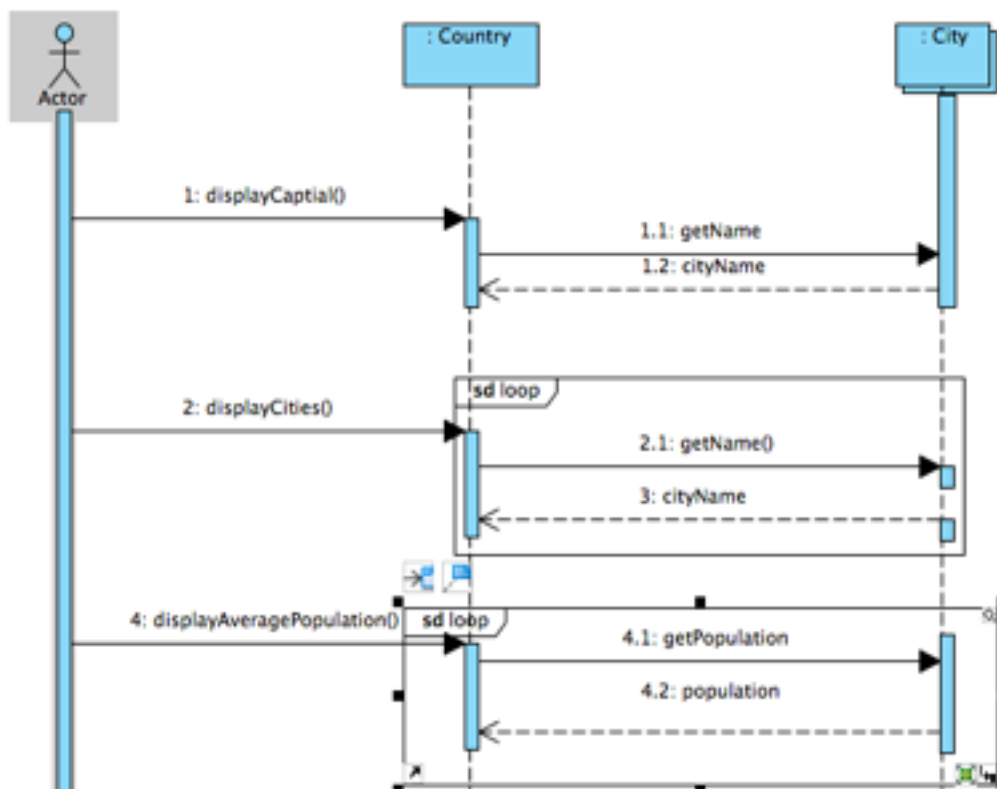 : Country
: City
Actor
1: displayCaptial()
1.1: getName
1.2: cityName
sd loop
2: displayCities()
2.1: getName()
3: cityName
4: displayAveragePopulation()
sd loop
4.1: getPopulation
4.2: population